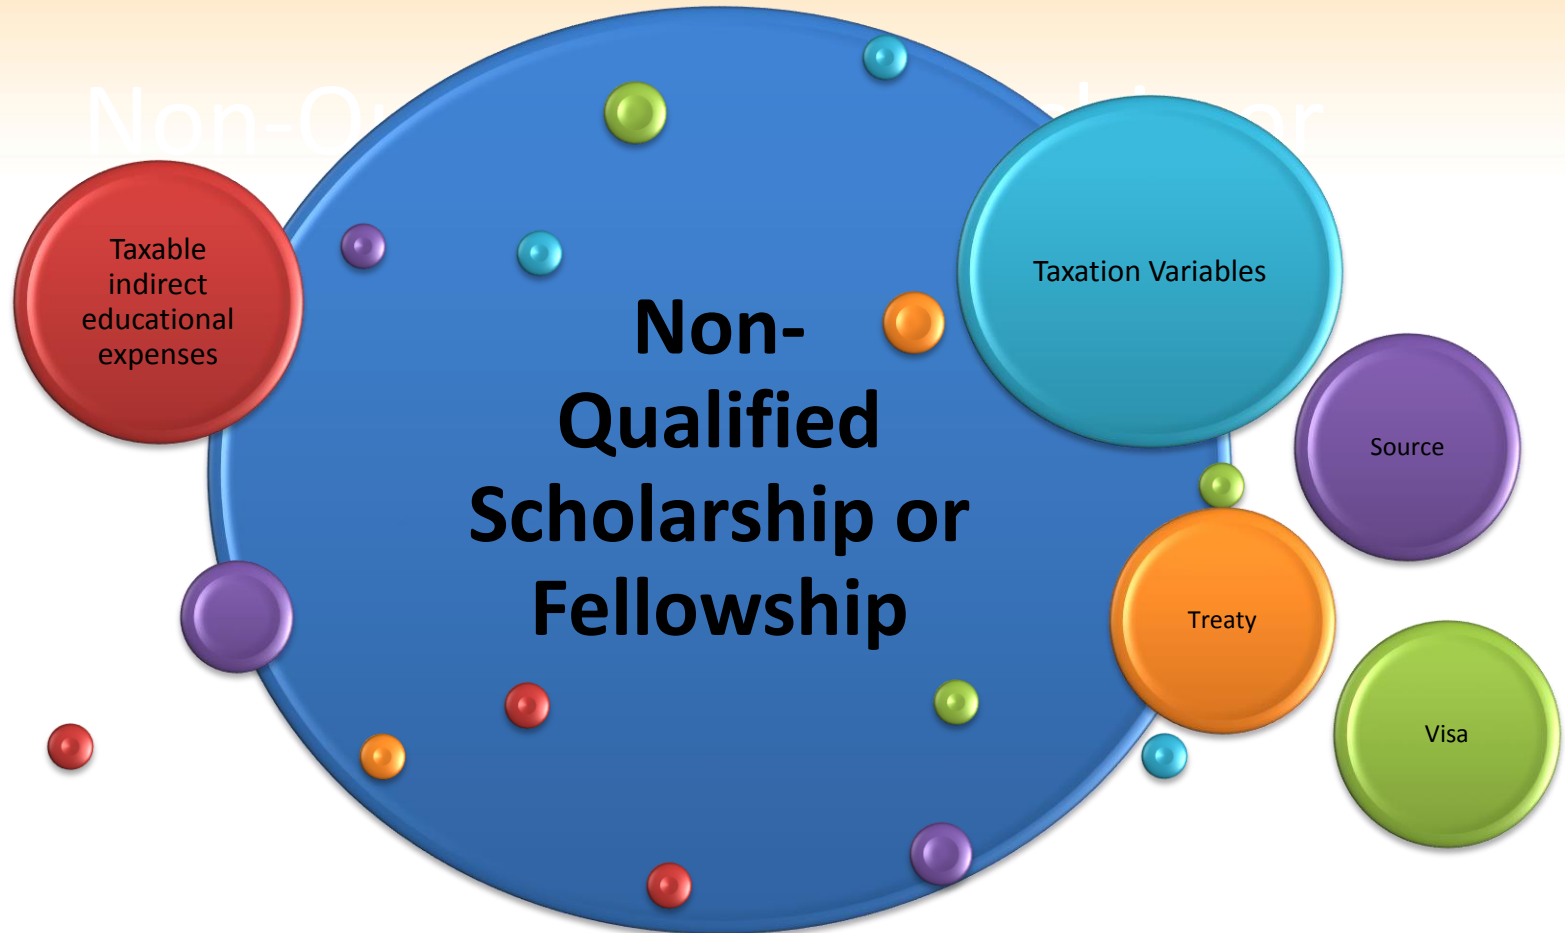 Non-
Qualified
Scholarship or
Fellowship
Taxable
indirect
educational
expenses
Taxation Variables
Source
Treaty
Visa